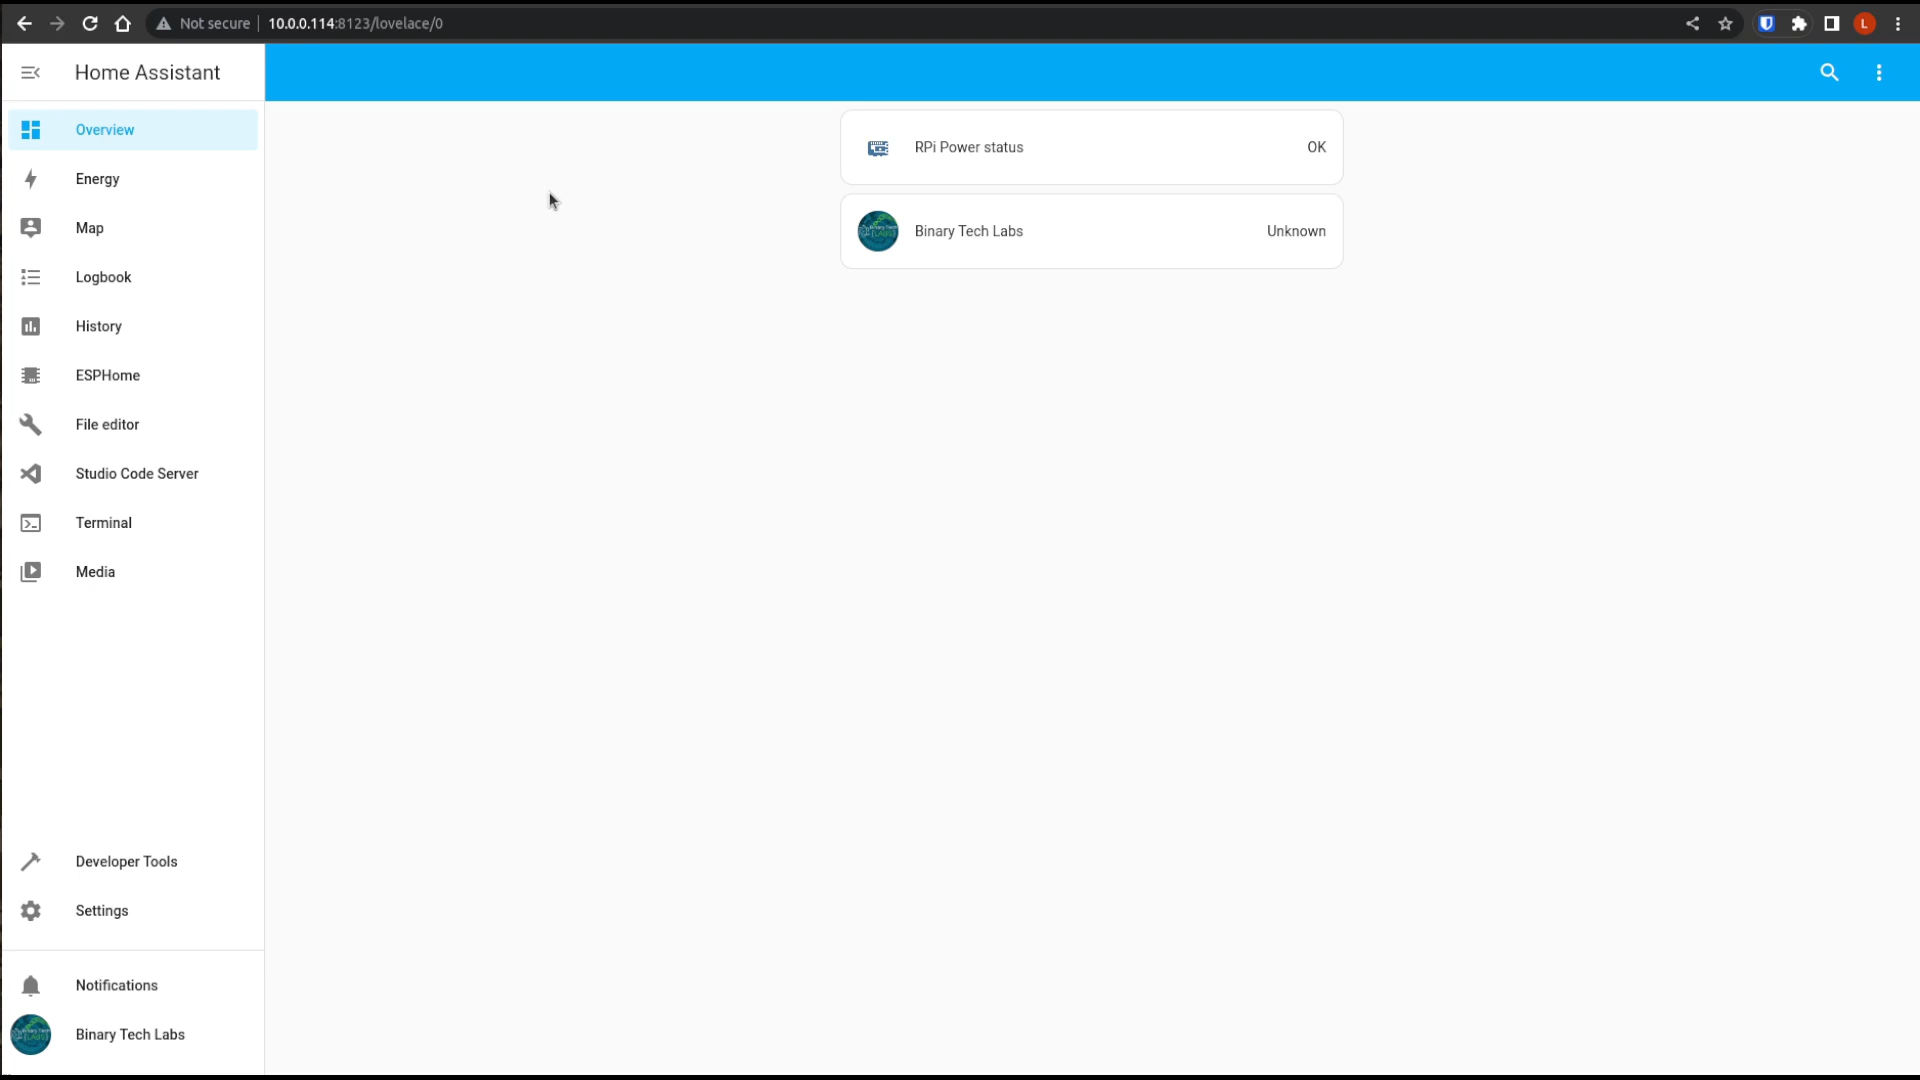 Not secure 10.0.0.114:8123/lovelace/0
L
Home Assistant
Overview
Energy
Map
Logbook
History
ESPHome
File editor
Studio Code Server
Terminal
Media
Developer Tools
Settings
Notifications
Binary Tech Labs
RPi Power status OK
Binary Tech Labs Unknown